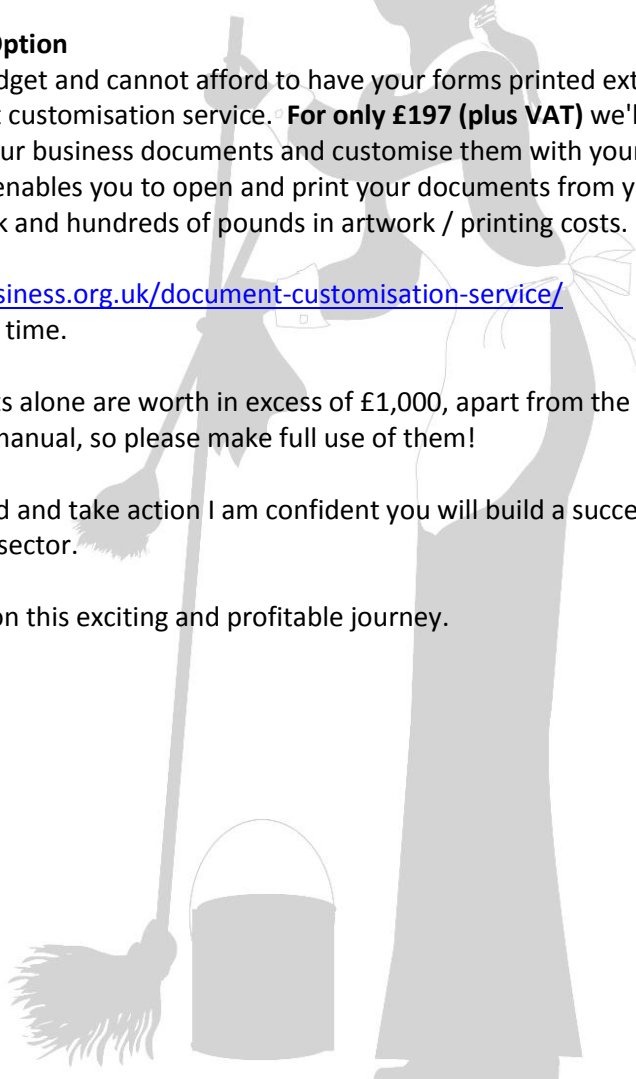 Option
dget and cannot afford to have your forms printed ext
t customisation service. For only £197 (plus VAT) we'l
ur business documents and customise them with your
enables you to open and print your documents from y
k and hundreds of pounds in artwork / printing costs.
siness.org.uk/document-customisation-service/
time.
ts alone are worth in excess of £1,000, apart from the
manual, so please make full use of them!
d and take action I am confident you will build a succe
sector.
on this exciting and profitable journey.